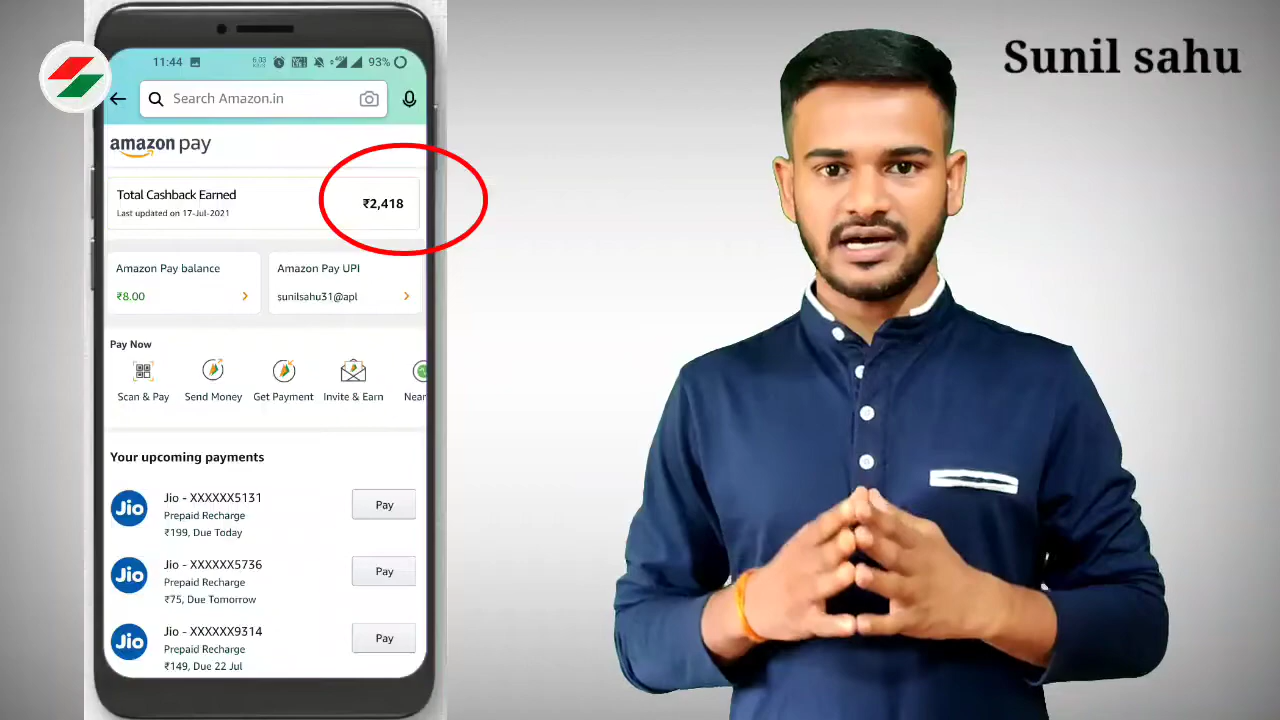 Sunil sahu
11:44
93%
Search Amazon.in
amazon pay
Total Cashback Earned
Last updated on 17-Jul-2021
₹2,418
Amazon Pay balance
₹8.00
Amazon Pay UPI
sunilsahu31@apl
Pay Now
Scan & Pay
Send Money
Get Payment
Invite & Earn
Near
Your upcoming payments
Jio
Jio - XXXXXX5131
Prepaid Recharge
₹199, Due Today
Pay
Jio
Jio - XXXXXX5736
Prepaid Recharge
₹75, Due Tomorrow
Pay
Jio
Jio - XXXXXX9314
Prepaid Recharge
₹149, Due 22 Jul
Pay